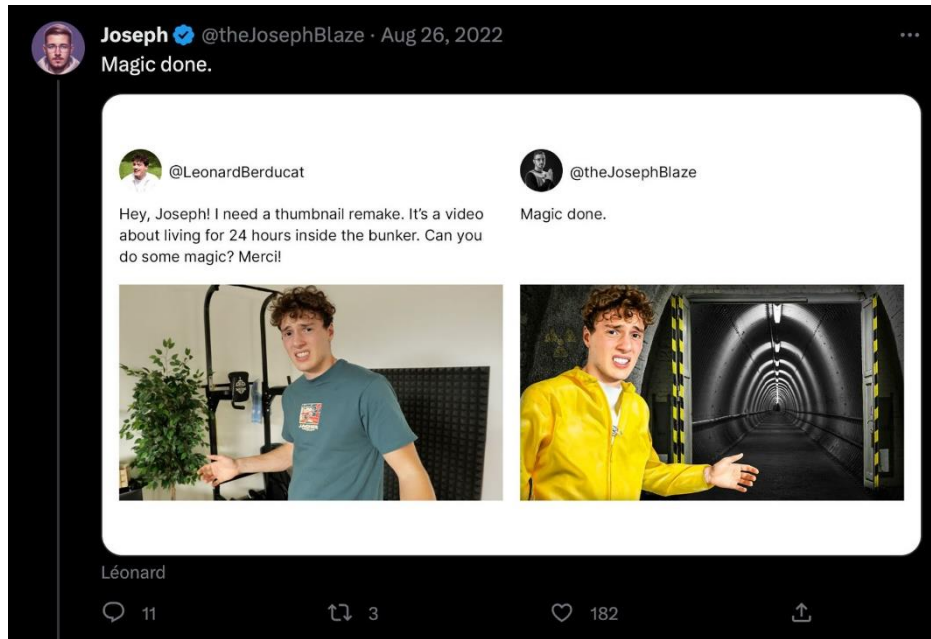 Joseph @theJosephBlaze · Aug 26, 2022
Magic done.
@LeonardBerducat
Hey, Joseph! I need a thumbnail remake. It's a video
about living for 24 hours inside the bunker. Can you
do some magic? Merci!
@theJosephBlaze
Magic done.
Léonard
11 3 182